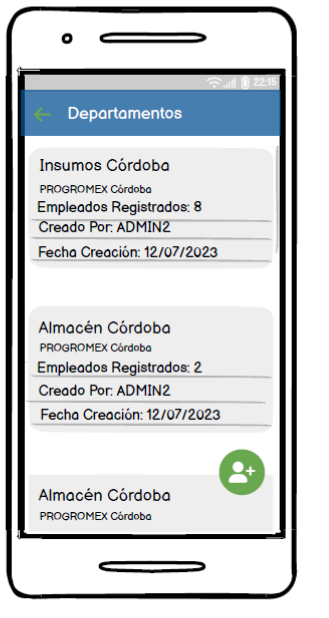 22:15
Departamentos
Insumos Córdoba
PROGROMEX Córdoba
Empleados Registrados: 8
Creado Por: ADMIN2
Fecha Creación: 12/07/2023
Almacén Córdoba
PROGROMEX Córdoba
Empleados Registrados: 2
Creado Por: ADMIN2
Fecha Creación: 12/07/2023
Almacén Córdoba
PROGROMEX Córdoba